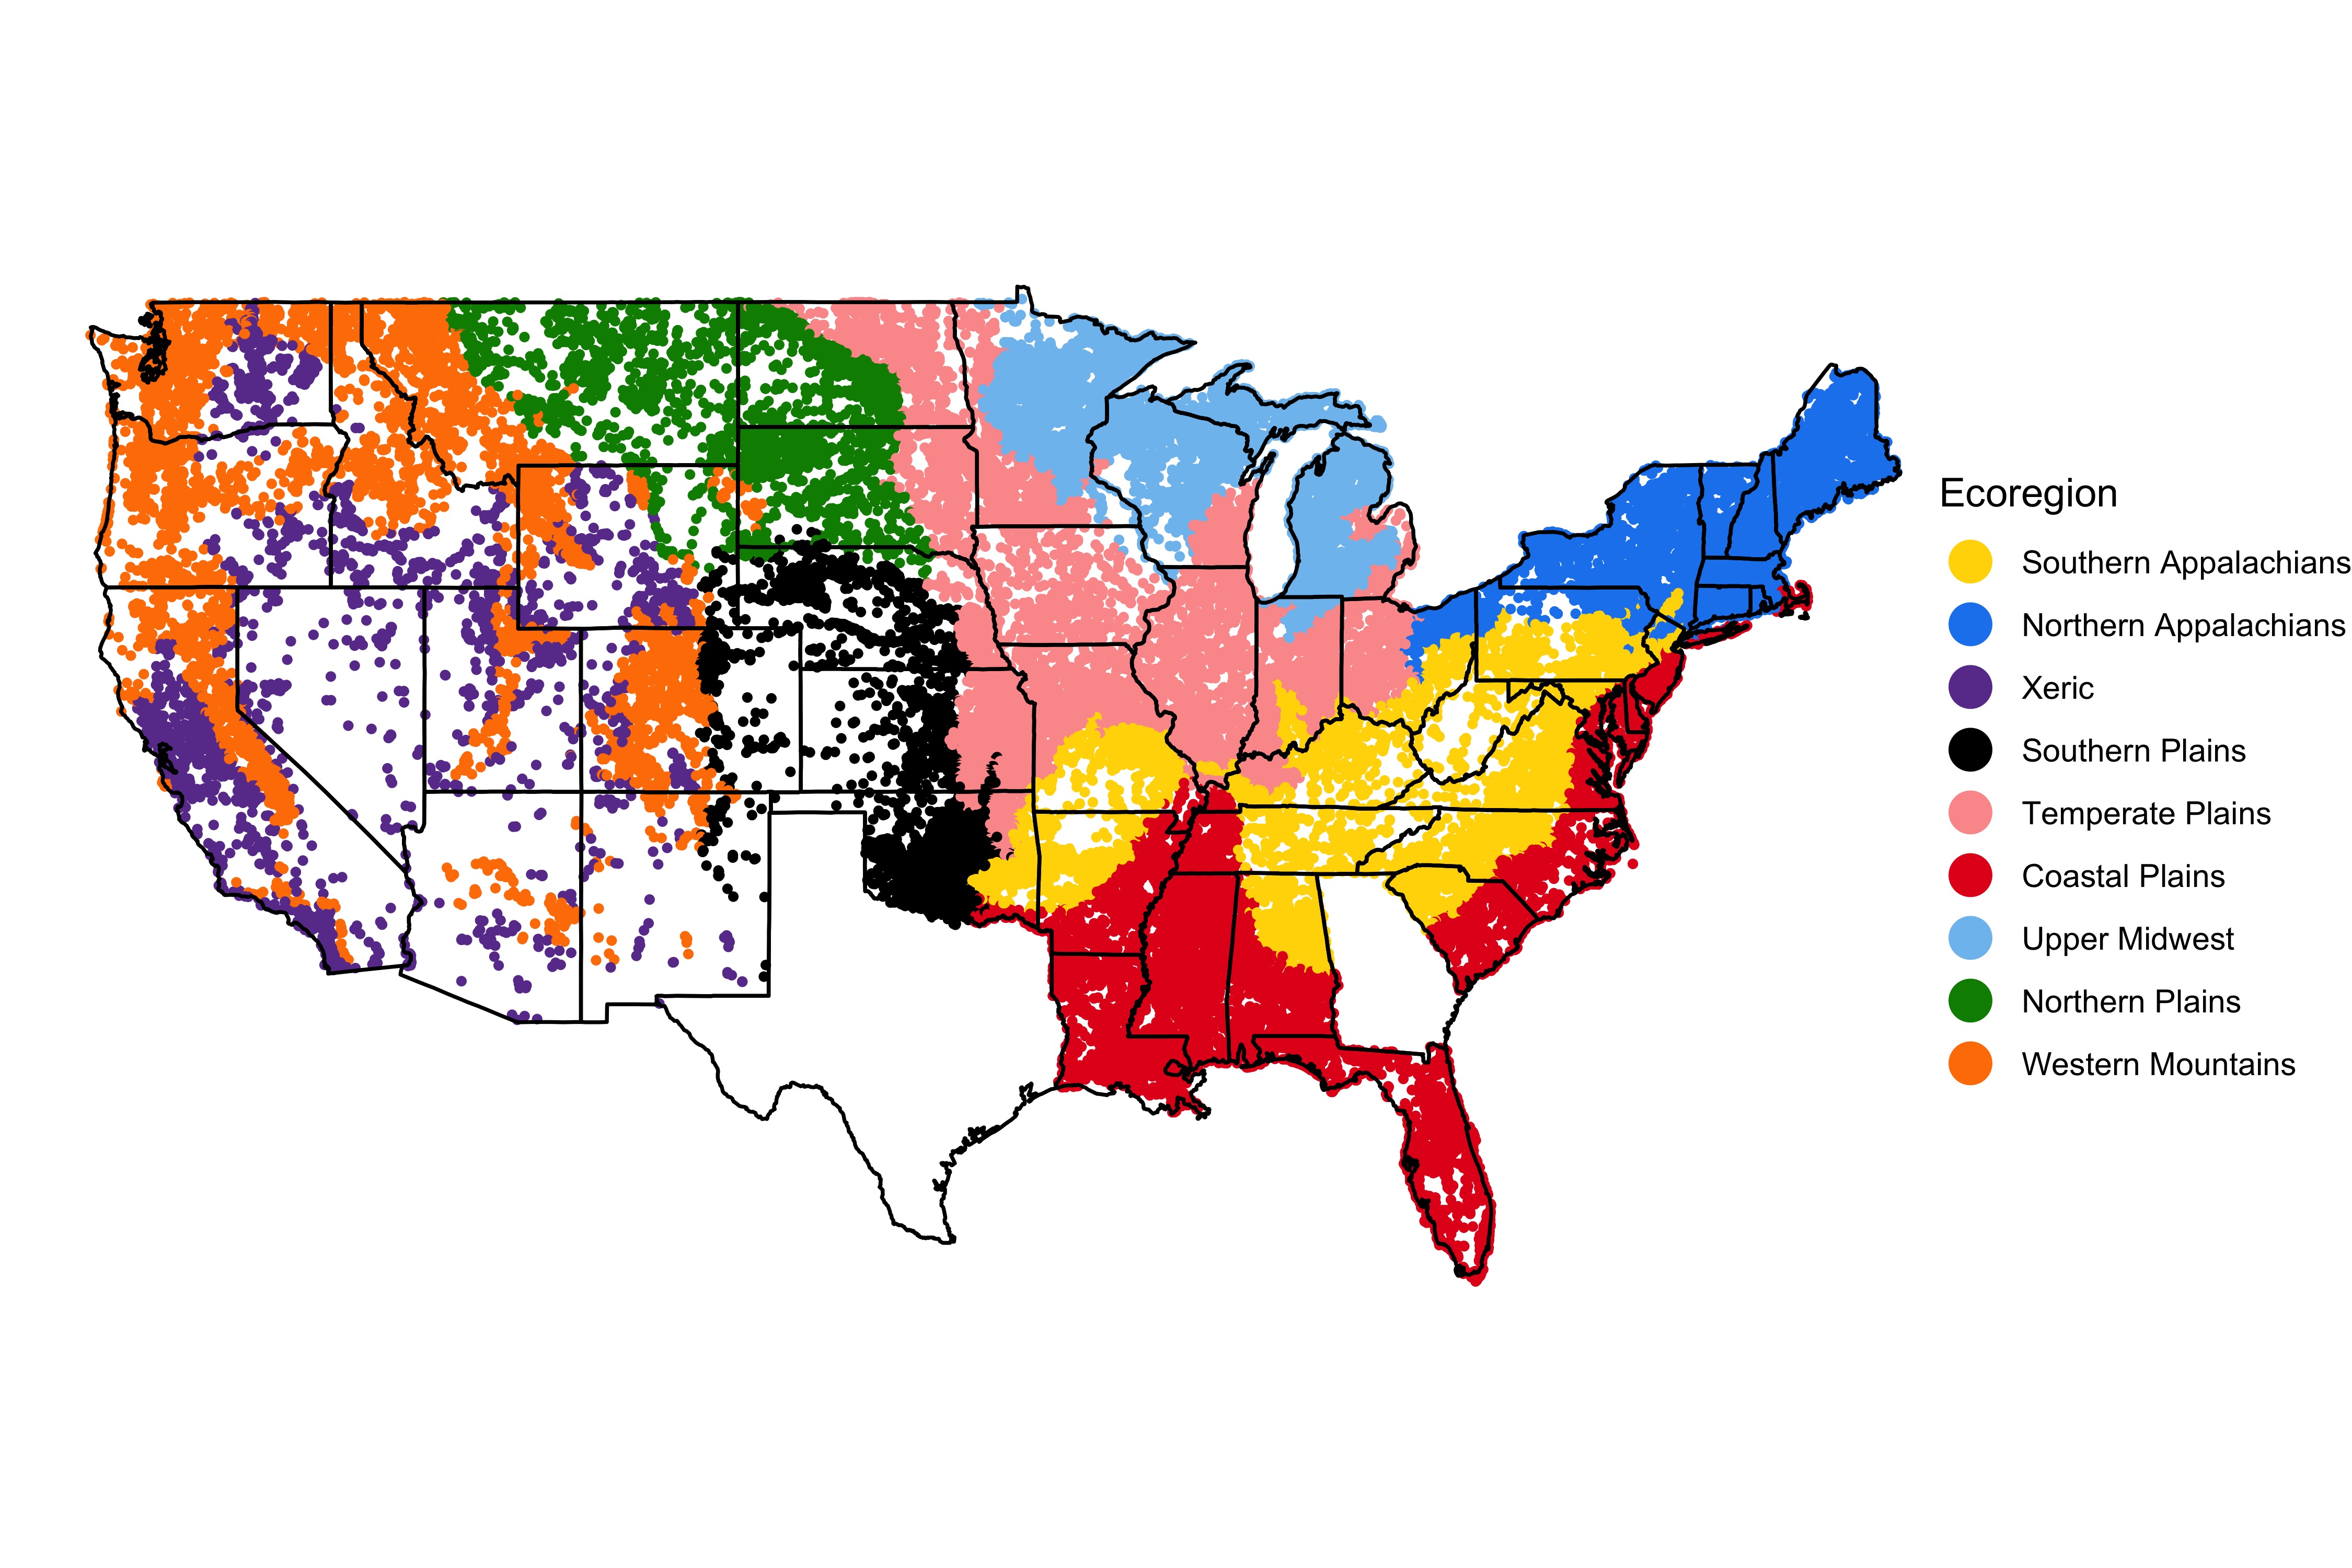 Ecoregion
Southern Appalachians
Northern Appalachians
Xeric
Southern Plains
Temperate Plains
Coastal Plains
Upper Midwest
Northern Plains
Western Mountains